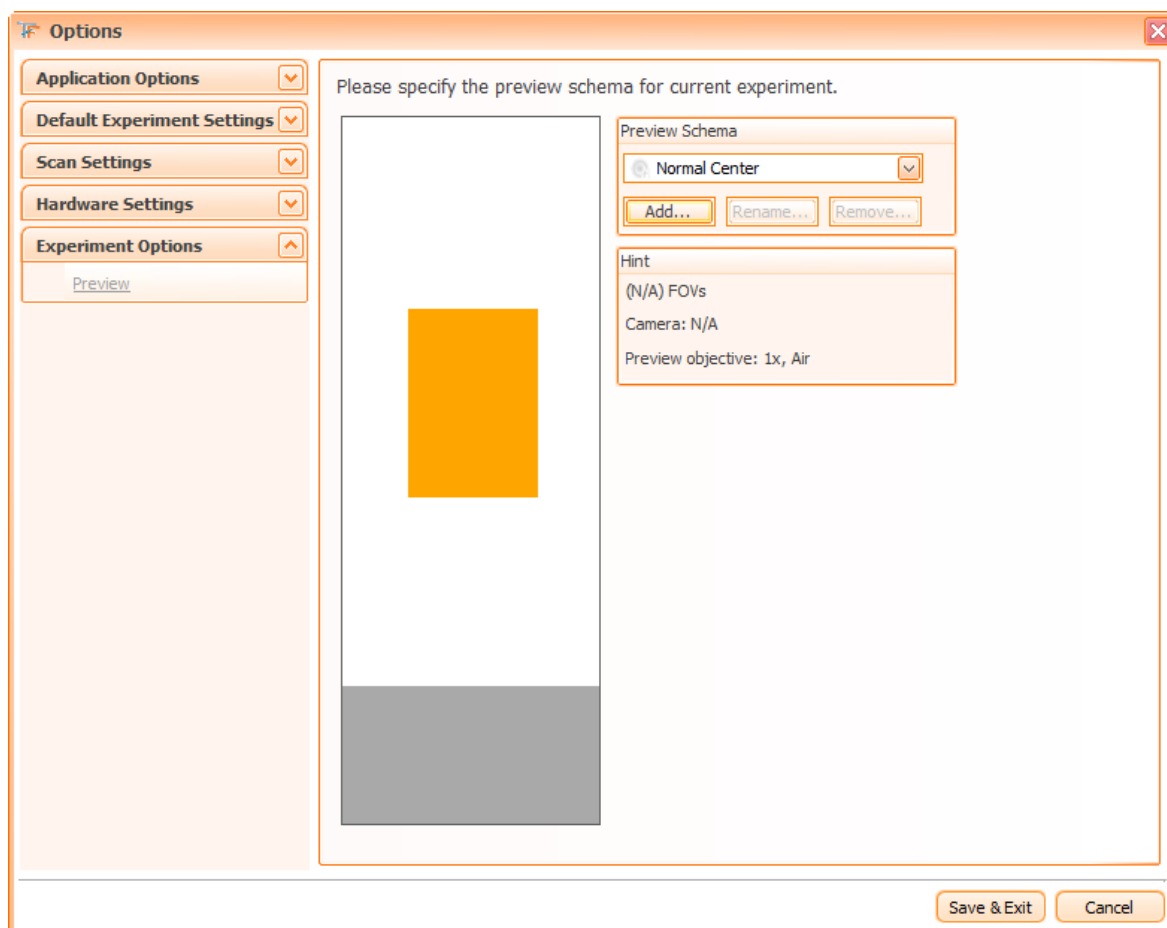 Options
Application Options
Default Experiment Settings
Scan Settings
Hardware Settings
Experiment Options
Preview
Please specify the preview schema for current experiment.
Preview Schema
Normal Center
Add...
Rename...
Remove...
Hint
(N/A) FOVs
Camera: N/A
Preview objective: 1x, Air
Save & Exit
Cancel